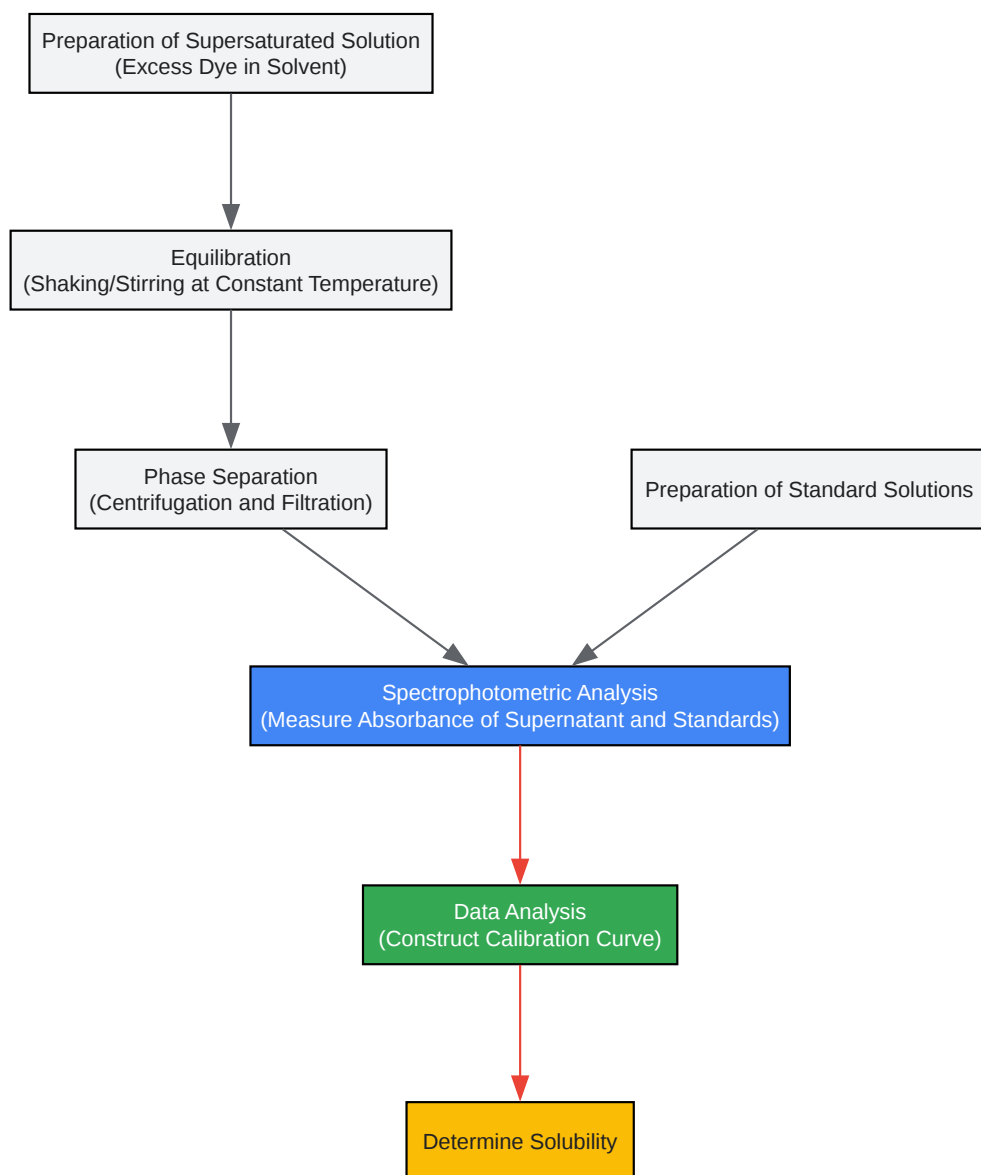 Preparation of Supersaturated Solution
(Excess Dye in Solvent)
Equilibration
(Shaking/Stirring at Constant Temperature)
Phase Separation
(Centrifugation and Filtration)
Preparation of Standard Solutions
Spectrophotometric Analysis
(Measure Absorbance of Supernatant and Standards)
Data Analysis
(Construct Calibration Curve)
Determine Solubility